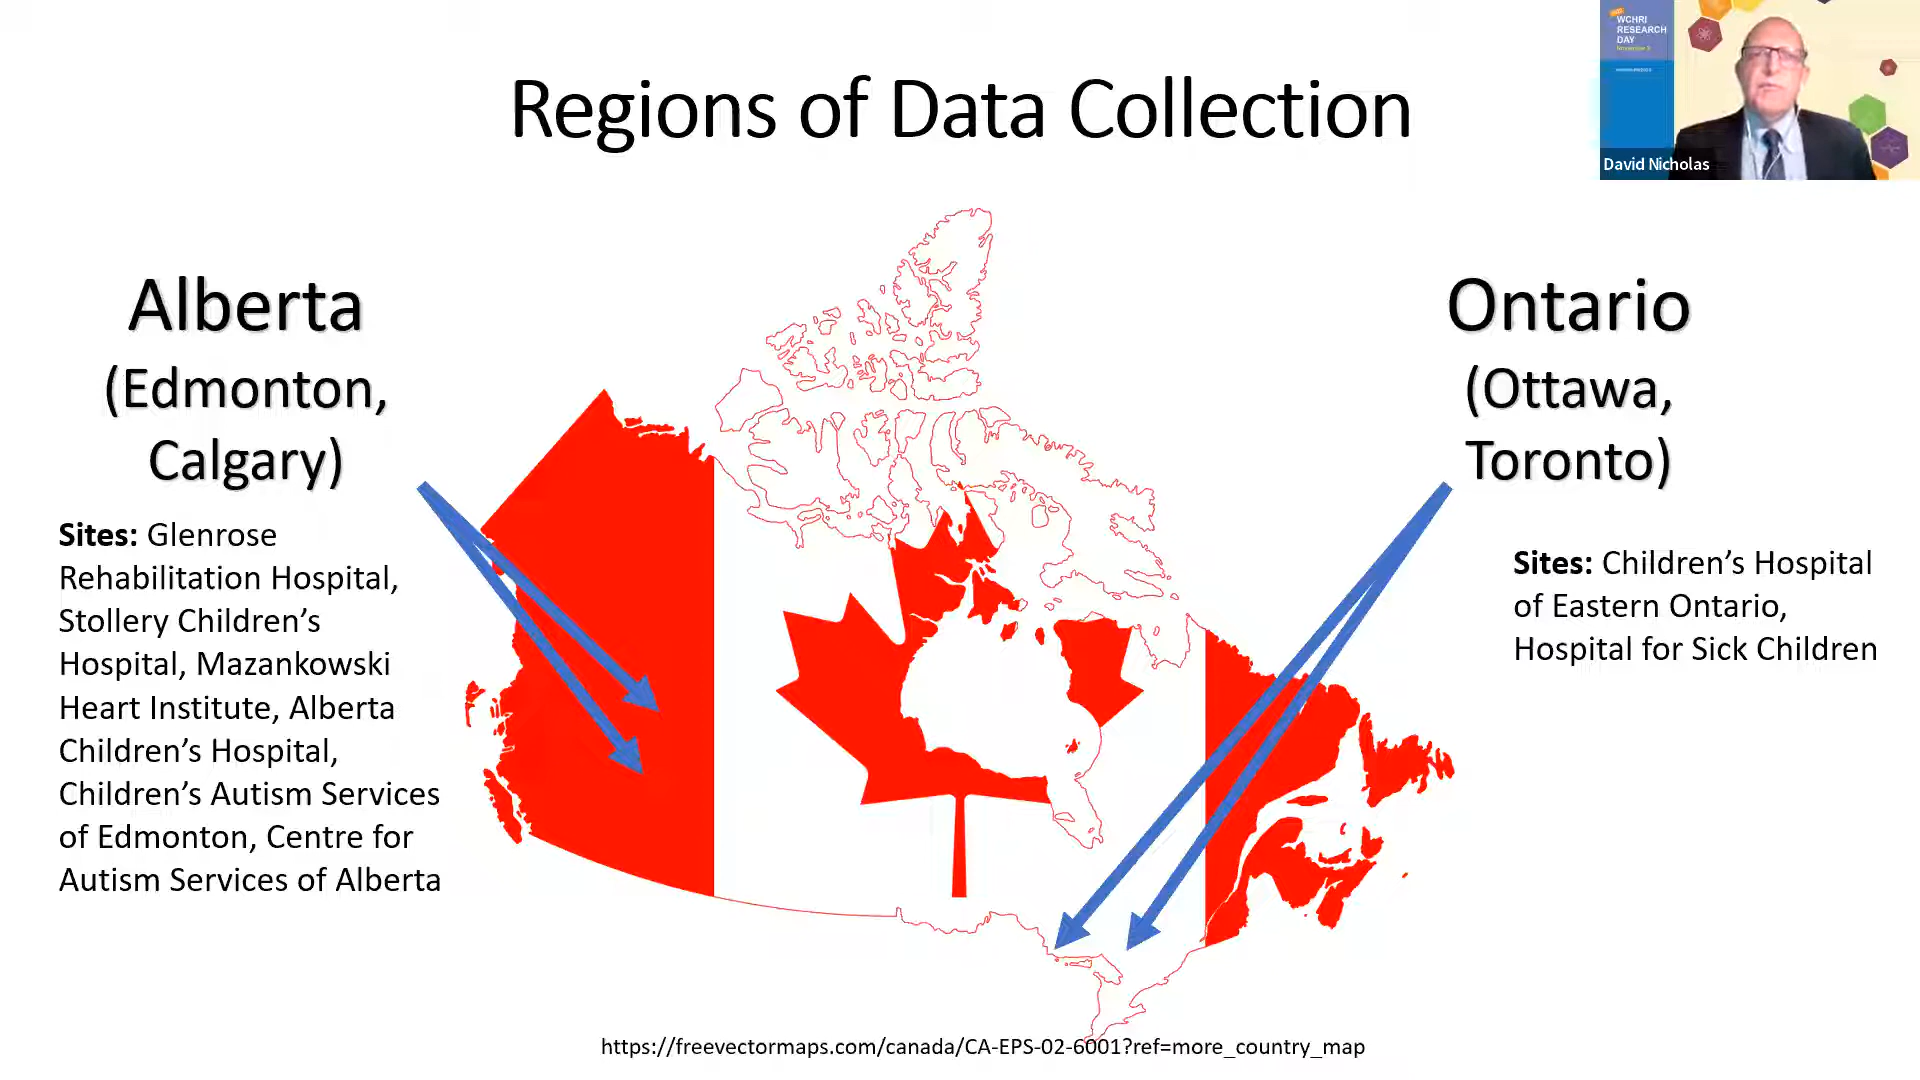 Regions of Data Collection
WCHRI
RESEARCH
DAY
David Nicholas
Alberta
(Edmonton,
Calgary)
Sites: Glenrose
Rehabilitation Hospital,
Stollery Children’s
Hospital, Mazankowski
Heart Institute, Alberta
Children’s Hospital,
Children’s Autism Services
of Edmonton, Centre for
Autism Services of Alberta
Ontario
(Ottawa,
Toronto)
Sites: Children’s Hospital
of Eastern Ontario,
Hospital for Sick Children
https://freevectormaps.com/canada/CA-EPS-02-6001?ref=more_country_map